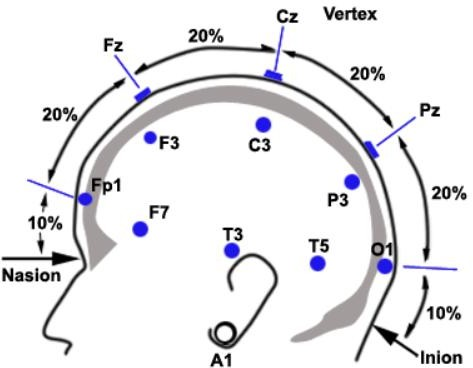 Cz
Vertex
Fz
20%
20%
20%
Pz
20%
F3
C3
Fp1
P3
20%
10%
F7
T3
T5
O1
Nasion
10%
A1
Inion